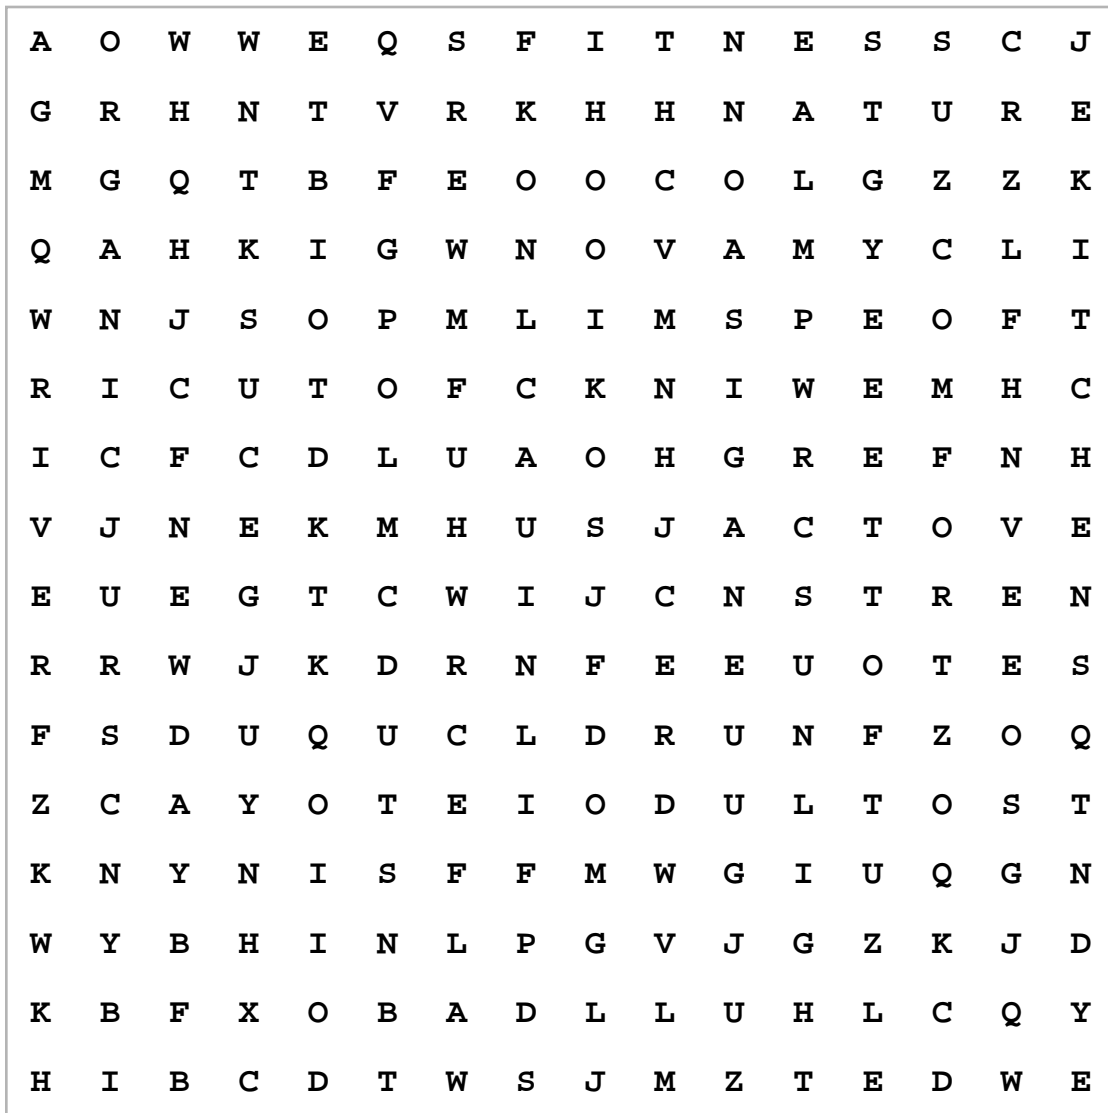 A O W W E Q S F I T N E S S C J
G R H N T V R K H H N A T U R E
M G Q T B F E O O C O L G Z Z K
Q A H K I G W N O V A M Y C L I
W N J S O P M L I M S P E O F T
R I C U T O F C K N I W E M H C
I C F C D L U A O H G R E F N H
V J N E K M H U S J A C T O V E
E U E G T C W I J C N S T R E N
R R W J K D R N F E E U O T E S
F S D U Q U C L D R U N F Z O Q
Z C A Y O T E I O D U L T O S T
K N Y N I S F F M W G I U Q G N
W Y B H I N L P G V J G Z K J D
K B F X O B A D L L U H L C Q Y
H I B C D T W S J M Z T E D W E